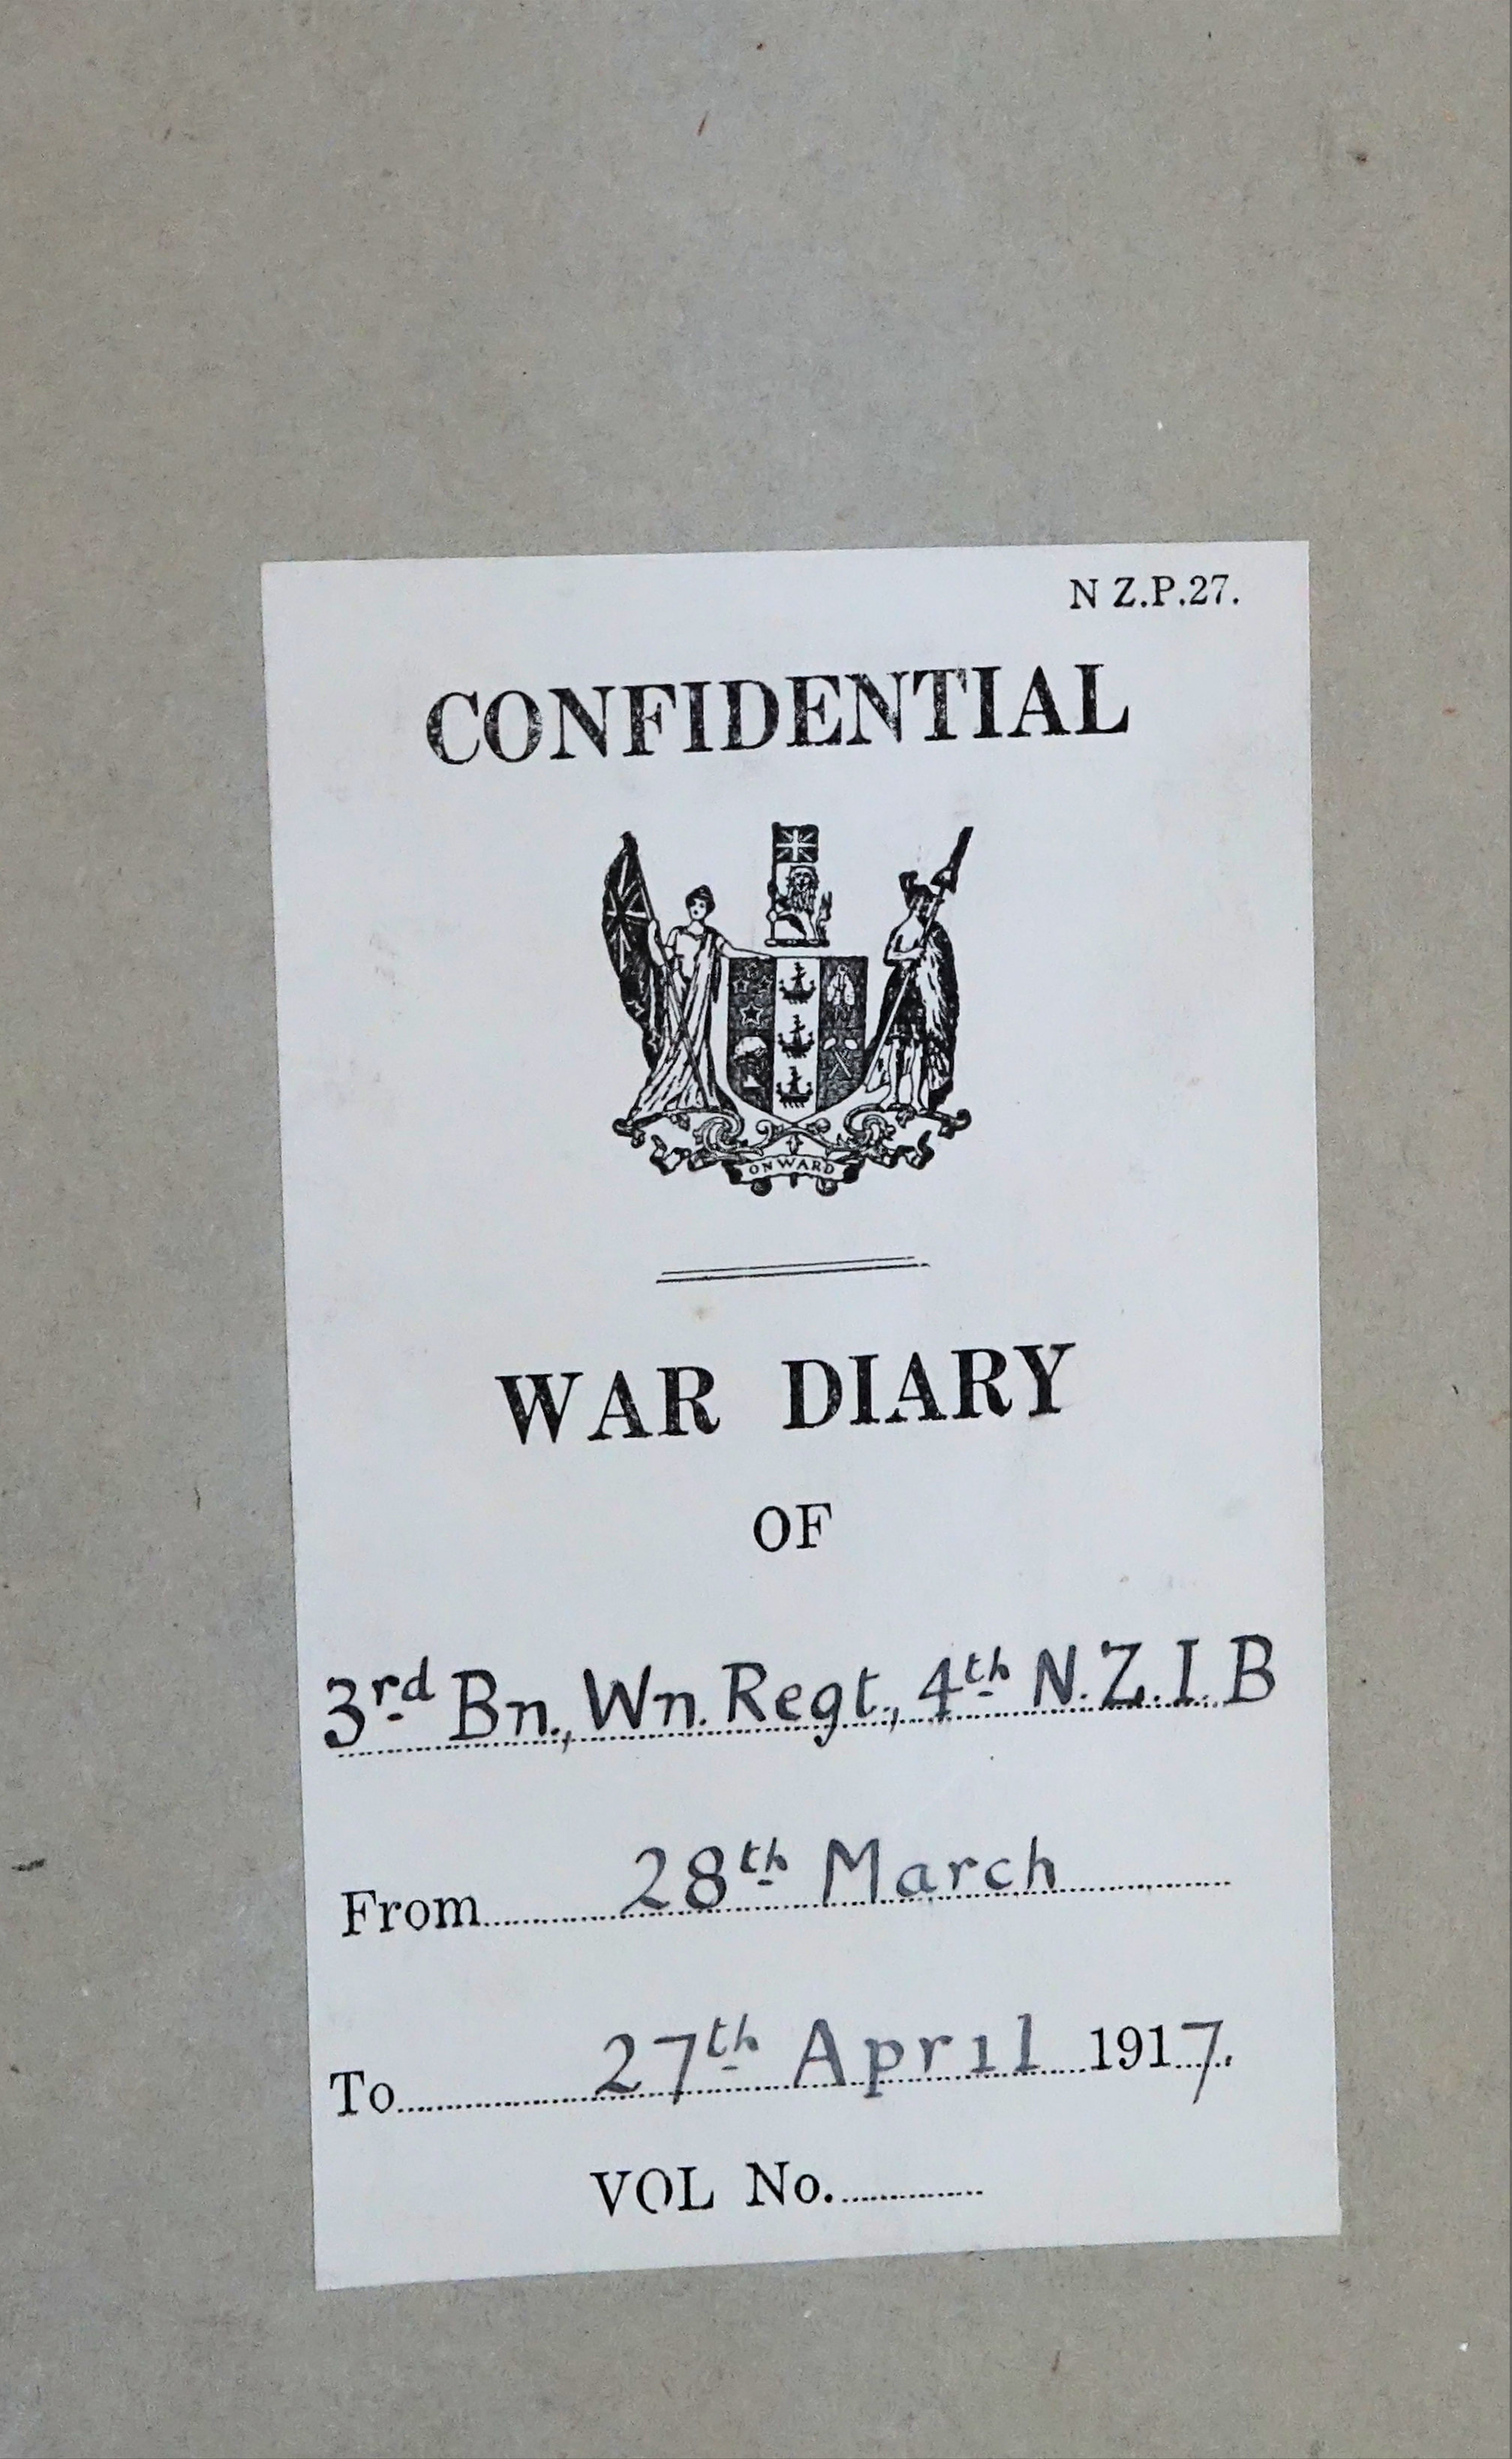 N Z.P.27.
CONFIDENTIAL
ONWARD
WAR DIARY
OF
3rd Bn., Wn. Regt., 4th N.Z.I.B
From 28th March
To 27th April 1917.
VOL No.